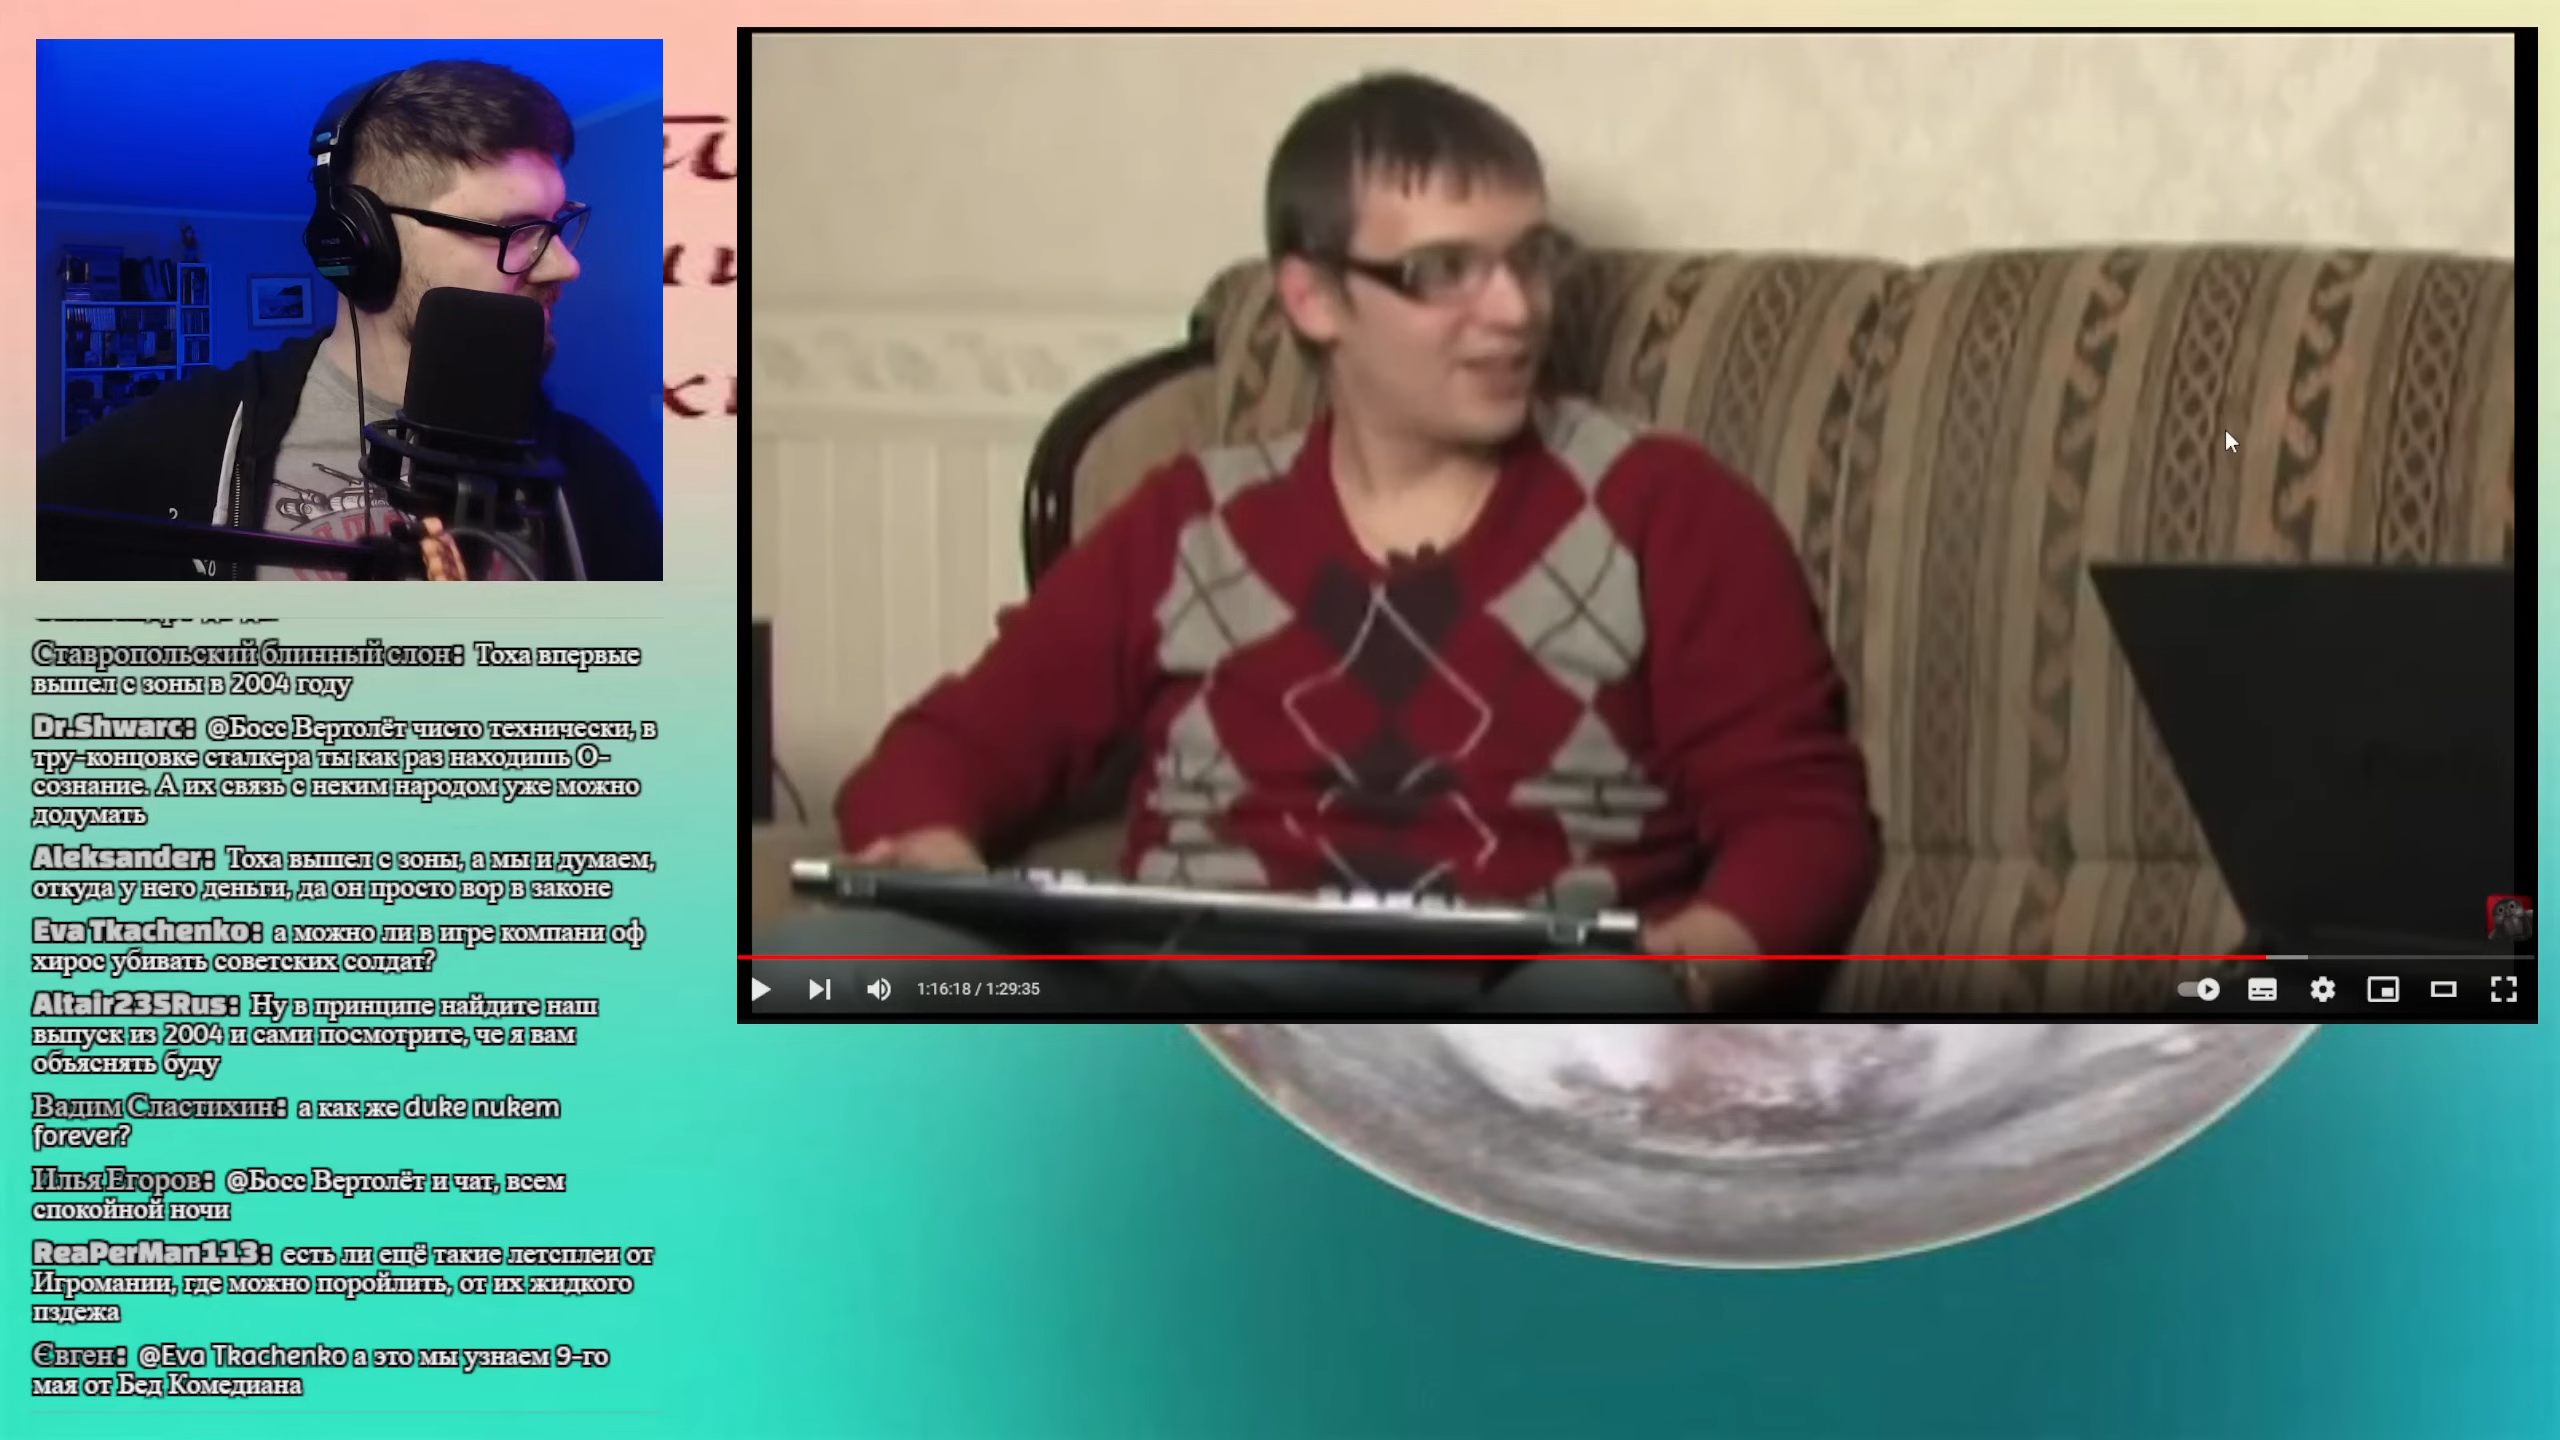 Ставропольский блинный слон: Тоха впервые
вышел с зоны в 2004 году
Dr.Shwarc: @Босс Вертолёт чисто технически, в
тру-концовке сталкера ты как раз находишь О-
сознание. А их связь с неким народом уже можно
додумать
Aleksander: Тоха вышел с зоны, а мы и думаем,
откуда у него деньги, да он просто вор в законе
Eva Tkachenko: а можно ли в игре компани оф
хирос убивать советских солдат?
Altair235Rus: Ну в принципе найдите наш
выпуск из 2004 и сами посмотрите, че я вам
объяснять буду
Вадим Сластихин: а как же duke nukem
forever?
Илья Егоров: @Босс Вертолёт и чат, всем
спокойной ночи
ReaPerMan113: есть ли ещё такие летсплеи от
Игромании, где можно поройлить, от их жидкого
пздежа
Євген: @Eva Tkachenko а это мы узнаем 9-го
мая от Бед Комедиана
1:16:18 / 1:29:35